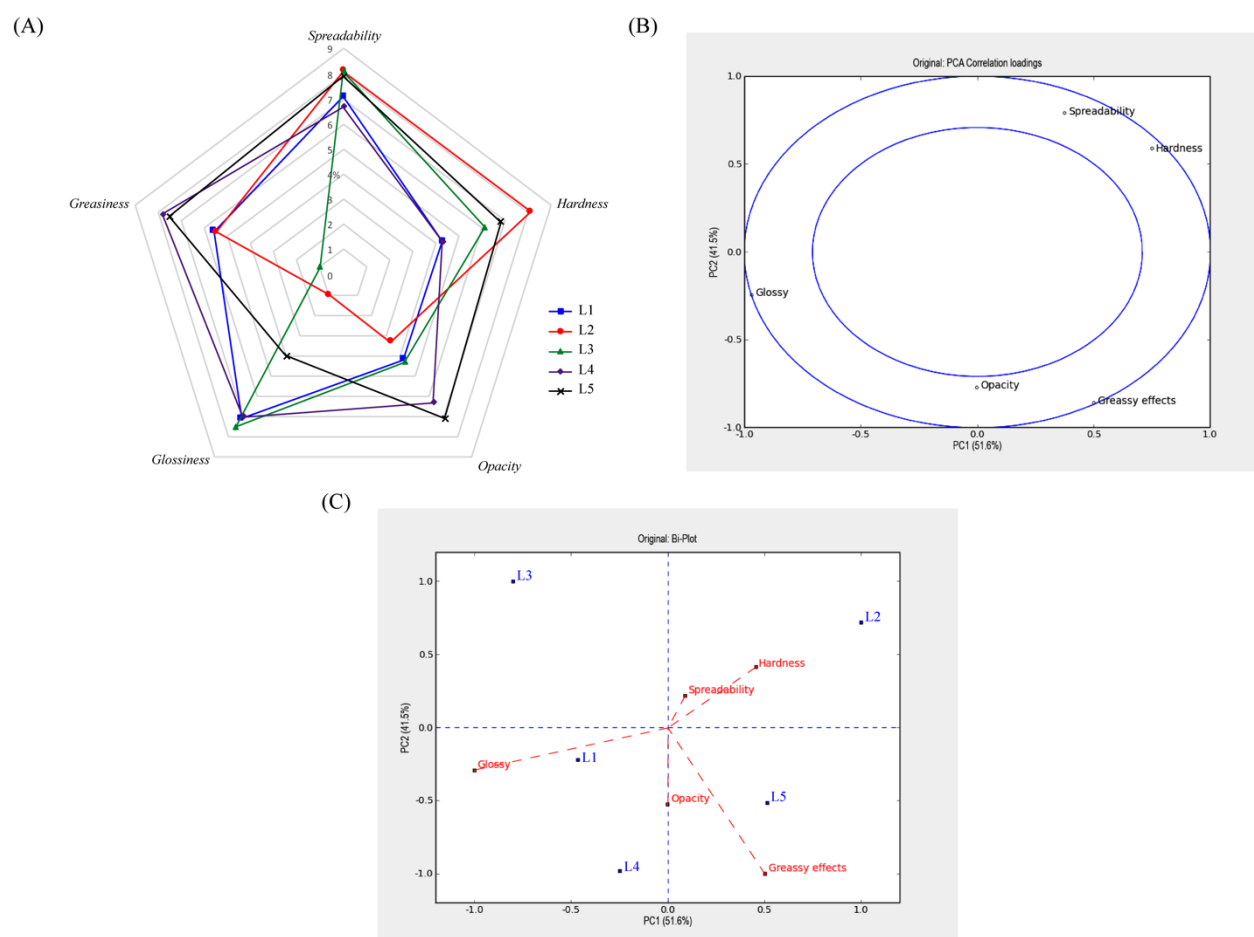 (A)
Spreadability
9
8
7
6
5
4%
3
2
1
0
Greasiness
Hardness
Glossiness
Opacity
L1
L2
L3
L4
L5
(B)
Original: PCA Correlation loadings
1.0
0.5
0.0
-0.5
-1.0
PC2 (41.5%)
Spreadability
Hardness
Glossy
Opacity
Greassy effects
-1.0 -0.5 0.0 0.5 1.0
PC1 (51.6%)
(C)
Original: Bi-Plot
1.0
0.5
0.0
-0.5
-1.0
PC2 (41.5%)
L3
L2
Hardness
Spreadability
L1
Glossy
Opacity
L5
L4
Greassy effects
-1.0 -0.5 0.0 0.5 1.0
PC1 (51.6%)